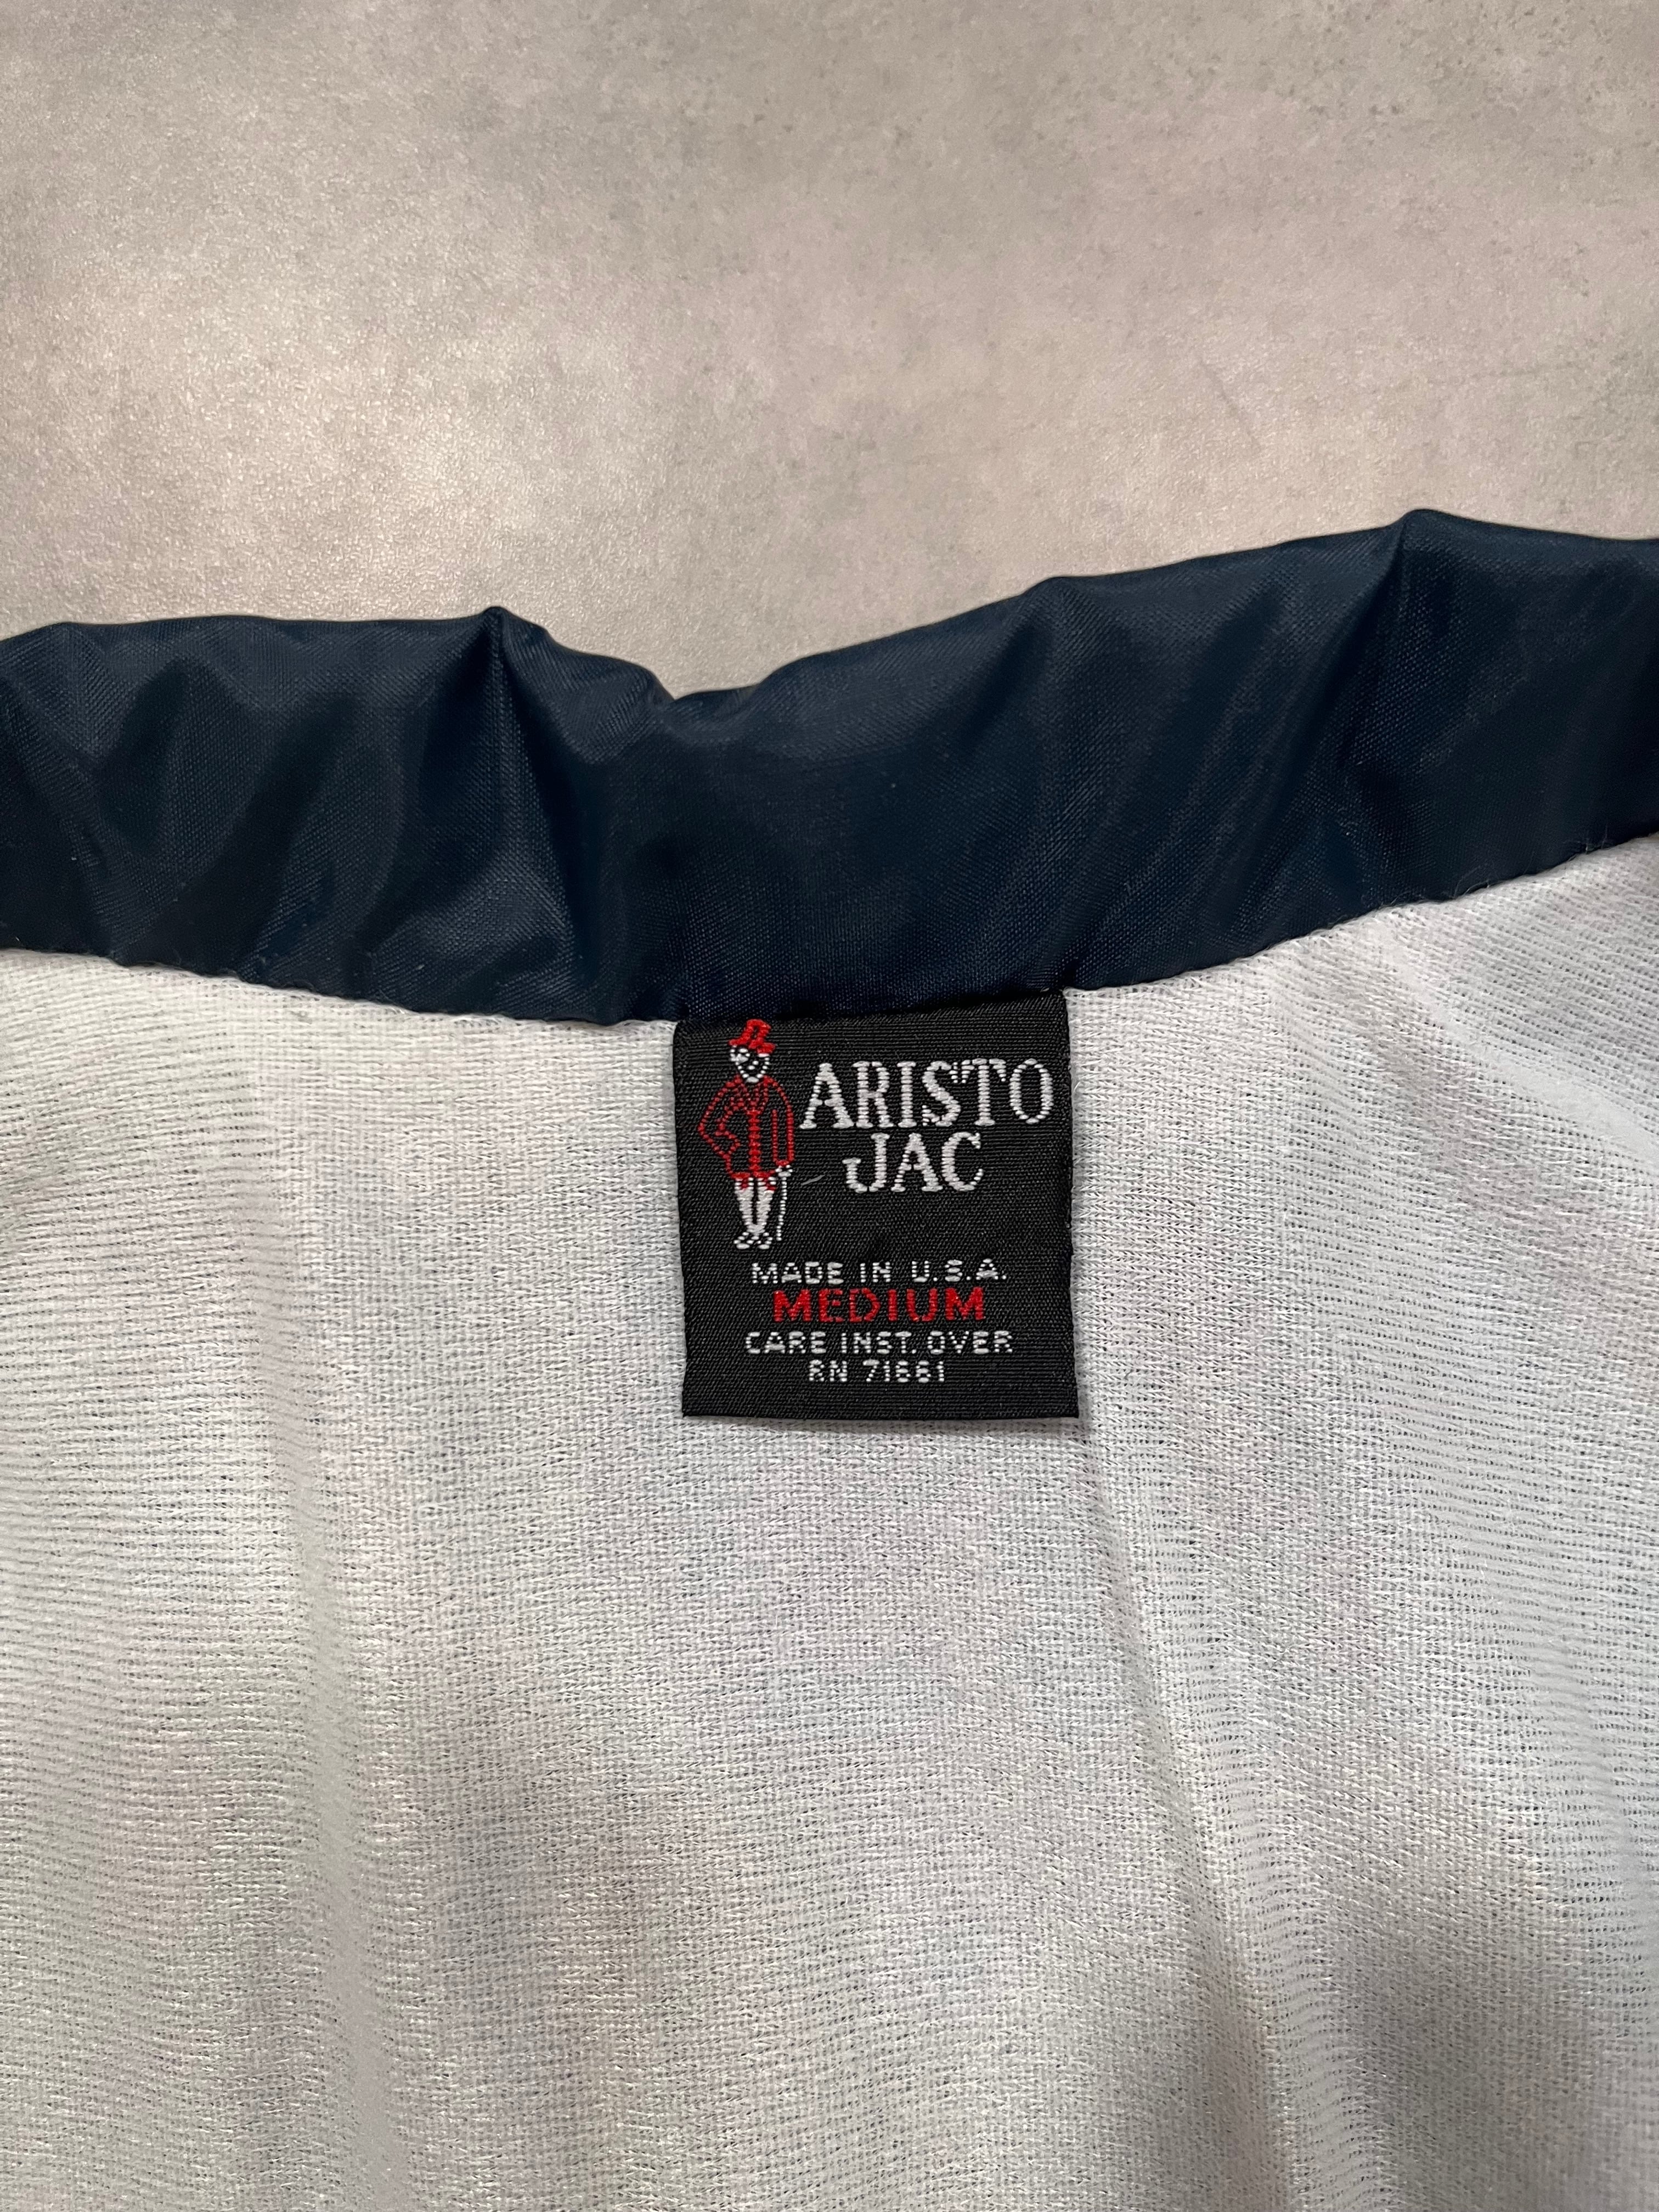 ARISTO
JAC
MADE IN U.S.A.
MEDIUM
CARE INST. OVER
RN 71661